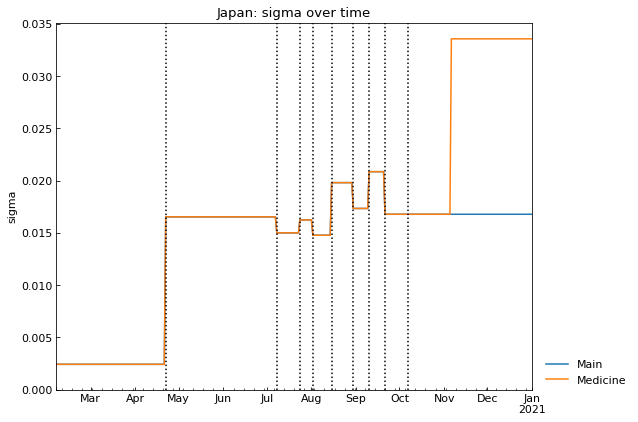 Japan: sigma over time
0.035
0.030
0.025
0.020
0.015
0.010
0.005
0.000
sigma
Mar Apr May Jun Jul Aug Sep Oct Nov Dec Jan
2021
Main
Medicine